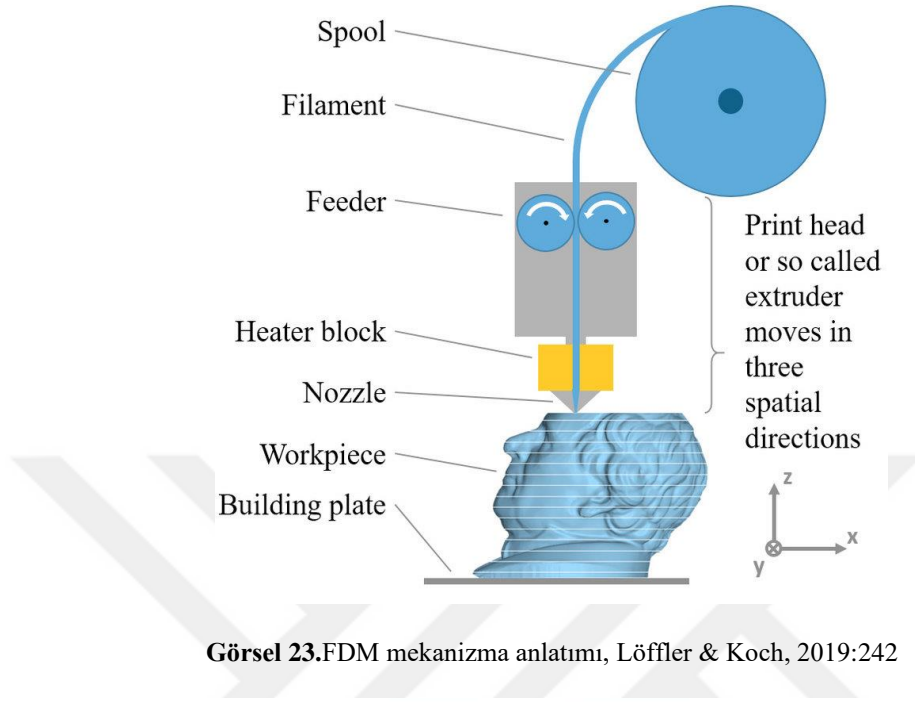 Spool
Filament
Feeder
Heater block
Nozzle
Workpiece
Building plate
Print head
or so called
extruder
moves in
three
spatial
directions
z
x
y
Görsel 23.FDM mekanizma anlatımı, Löffler & Koch, 2019:242